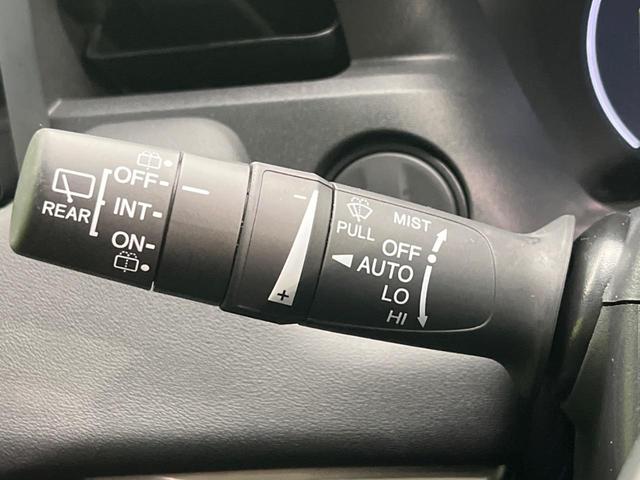 REAR
OFF
INT
ON
-
+
PULL
MIST
OFF
AUTO
LO
HI